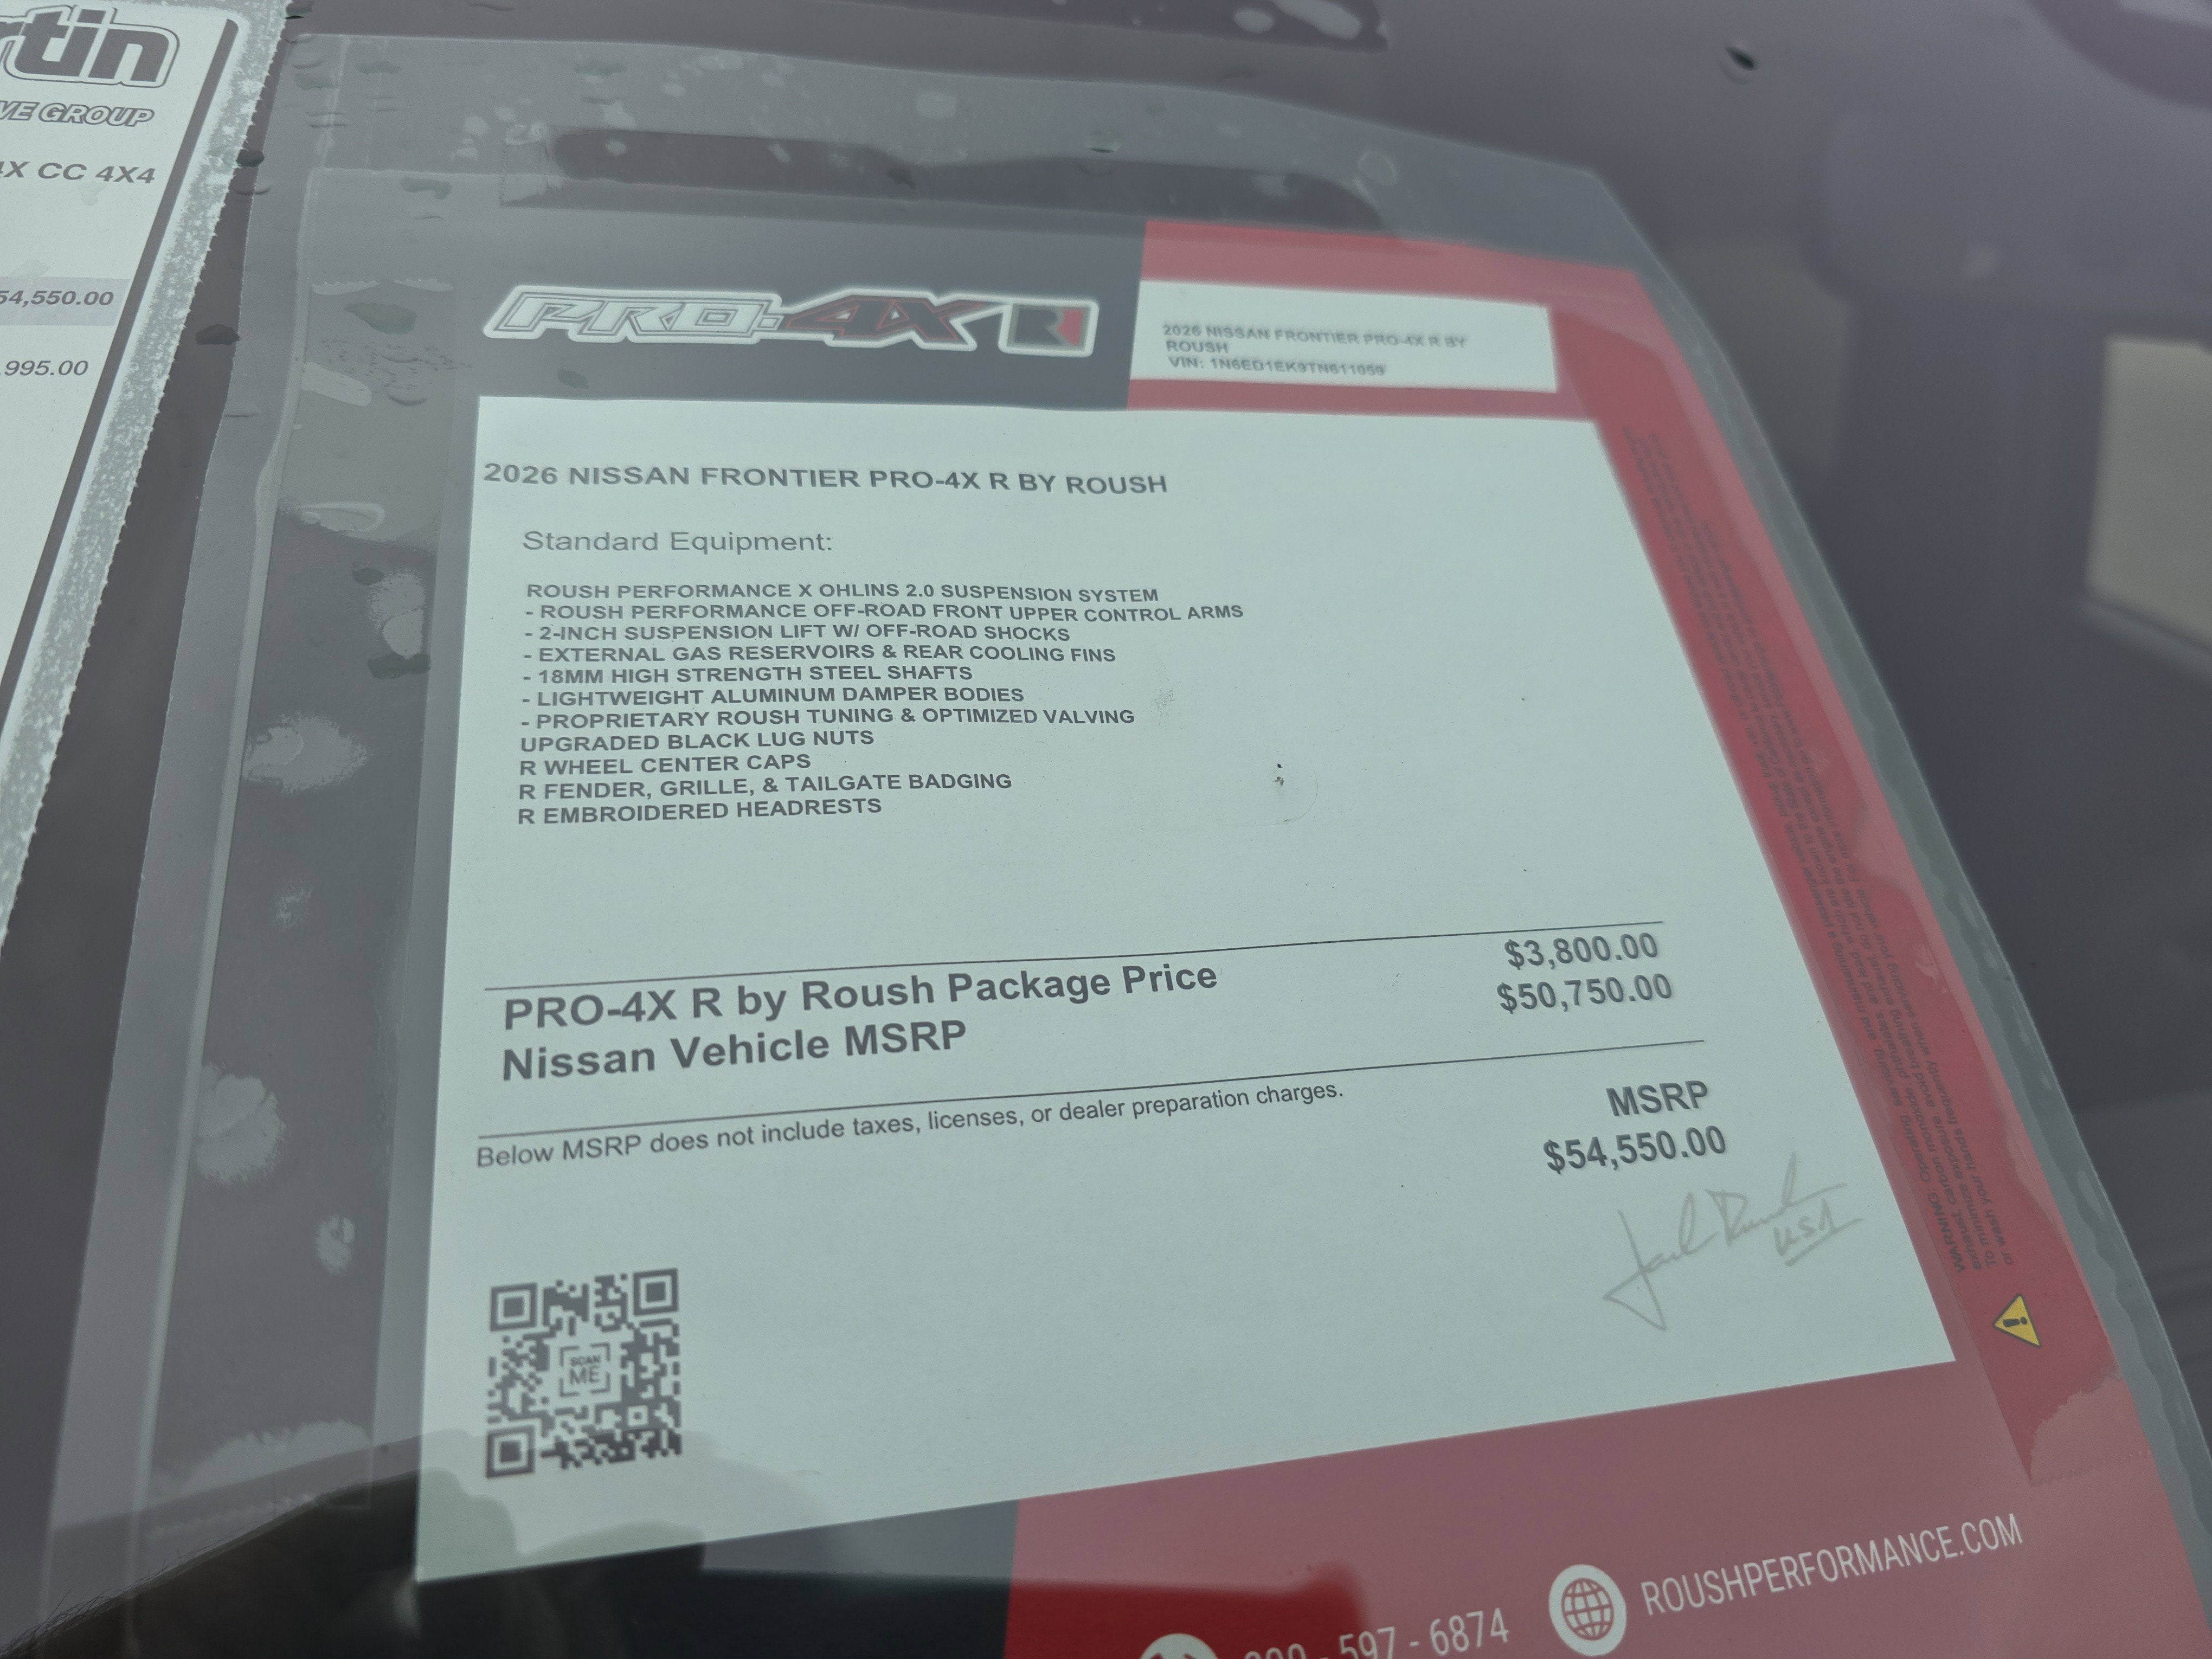 rtin
VE GROUP
4X CC 4X4
54,550.00
,995.00
PRO-4X R
2026 NISSAN FRONTIER PRO-4X R BY
ROUSH
VIN: 1N6ED1EK9TN611059
2026 NISSAN FRONTIER PRO-4X R BY ROUSH
Standard Equipment:
ROUSH PERFORMANCE X OHLINS 2.0 SUSPENSION SYSTEM
- ROUSH PERFORMANCE OFF-ROAD FRONT UPPER CONTROL ARMS
- 2-INCH SUSPENSION LIFT W/ OFF-ROAD SHOCKS
- EXTERNAL GAS RESERVOIRS & REAR COOLING FINS
- 18MM HIGH STRENGTH STEEL SHAFTS
- LIGHTWEIGHT ALUMINUM DAMPER BODIES
- PROPRIETARY ROUSH TUNING & OPTIMIZED VALVING
UPGRADED BLACK LUG NUTS
R WHEEL CENTER CAPS
R FENDER, GRILLE, & TAILGATE BADGING
R EMBROIDERED HEADRESTS
PRO-4X R by Roush Package Price $3,800.00
Nissan Vehicle MSRP $50,750.00
Below MSRP does not include taxes, licenses, or dealer preparation charges.
MSRP
$54,550.00
Jack Roush
USA
SCAN
ME
WARNING:
597 - 6874
ROUSHPERFORMANCE.COM